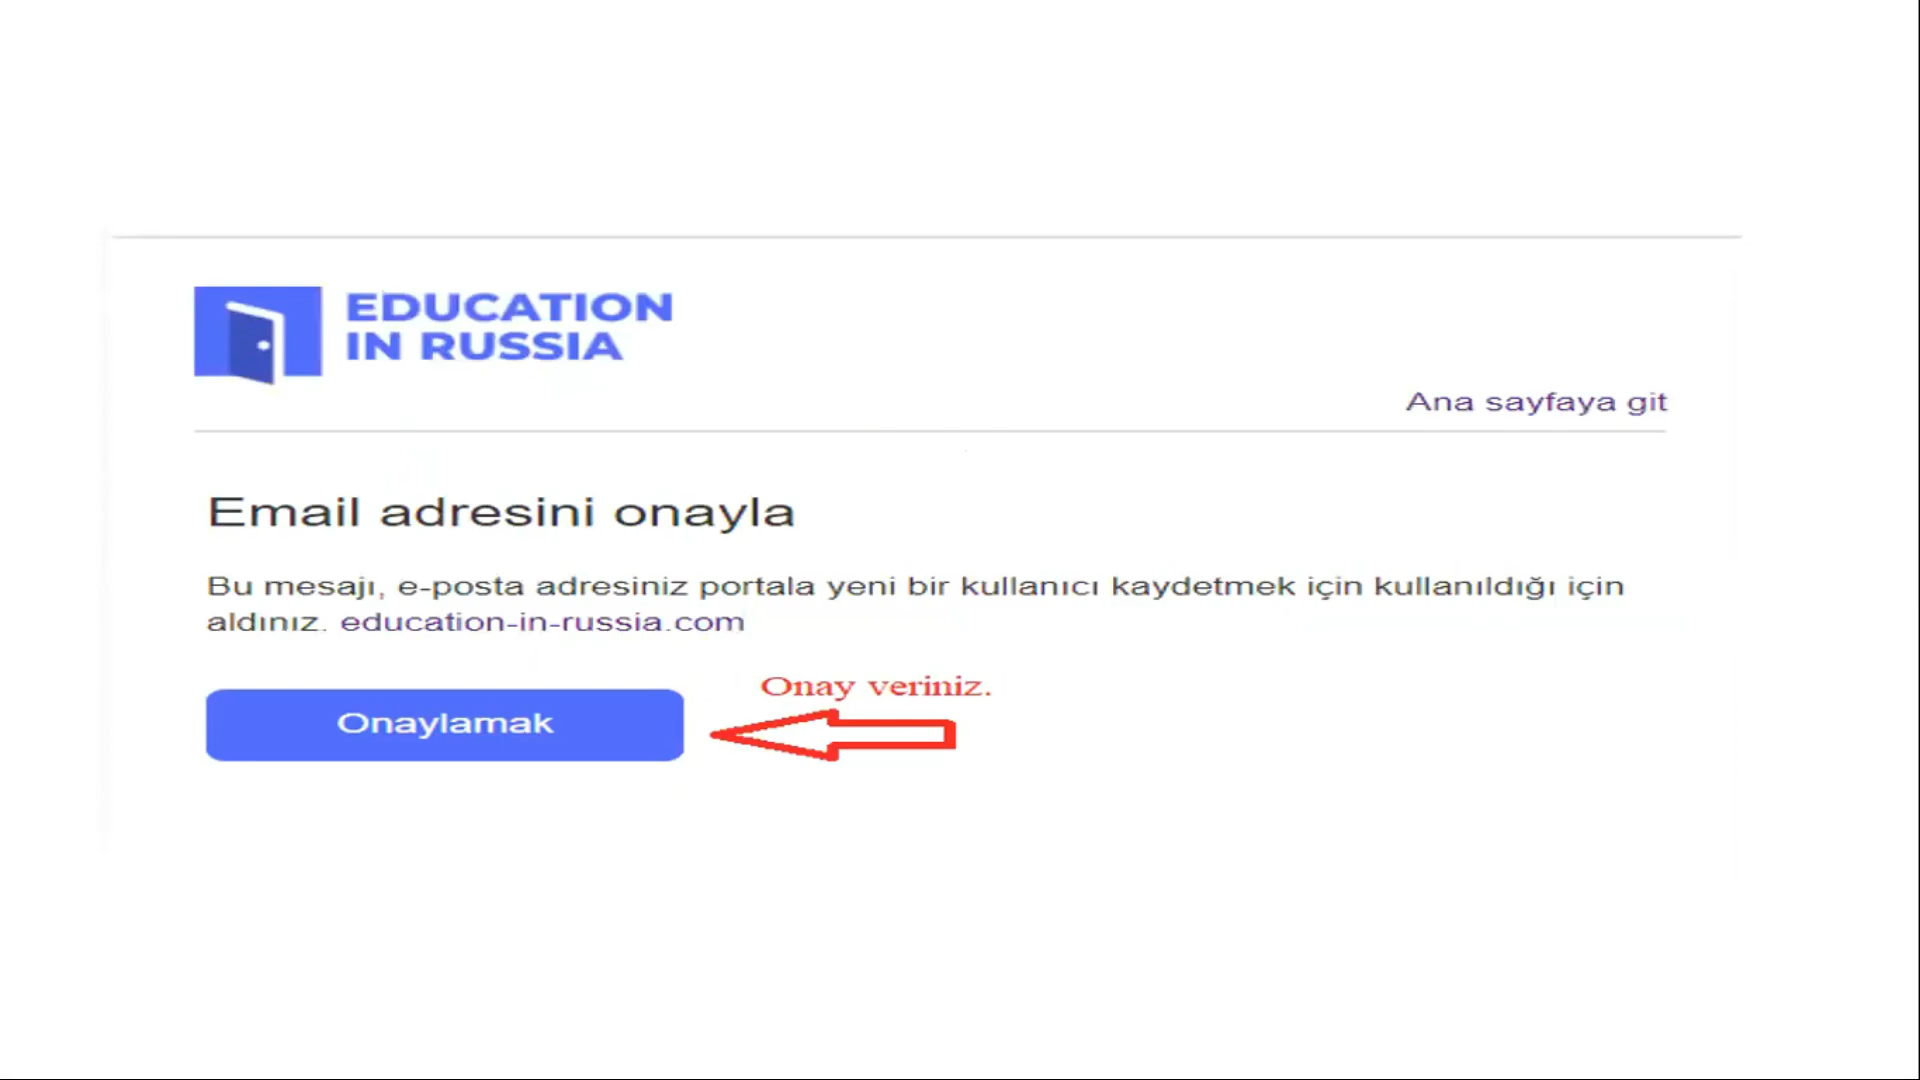 EDUCATION
IN RUSSIA
Ana sayfaya git
Email adresini onayla
Bu mesajı, e-posta adresiniz portala yeni bir kullanıcı kaydetmek için kullanıldığı için
aldınız. education-in-russia.com
Onay veriniz.
Onaylamak